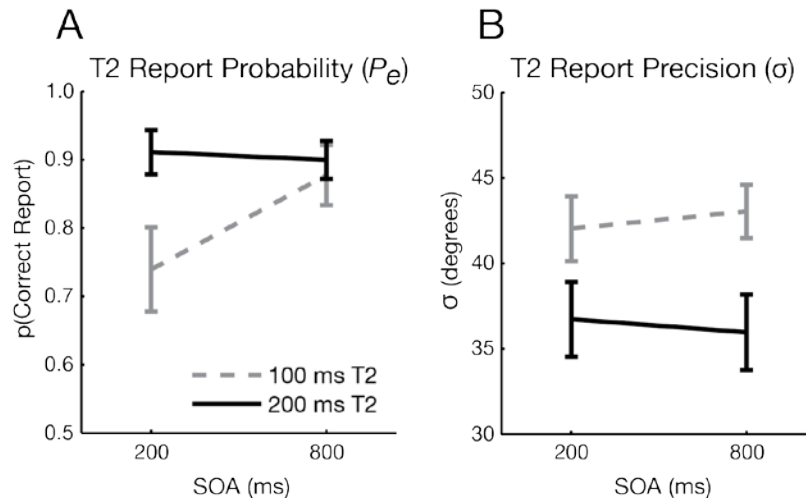 A
T2 Report Probability (Pe)
1.0
0.9
0.8
0.7
0.6
0.5
p(Correct Report)
100 ms T2
200 ms T2
200
800
SOA (ms)
B
T2 Report Precision (σ)
50
45
40
35
30
σ (degrees)
200
800
SOA (ms)